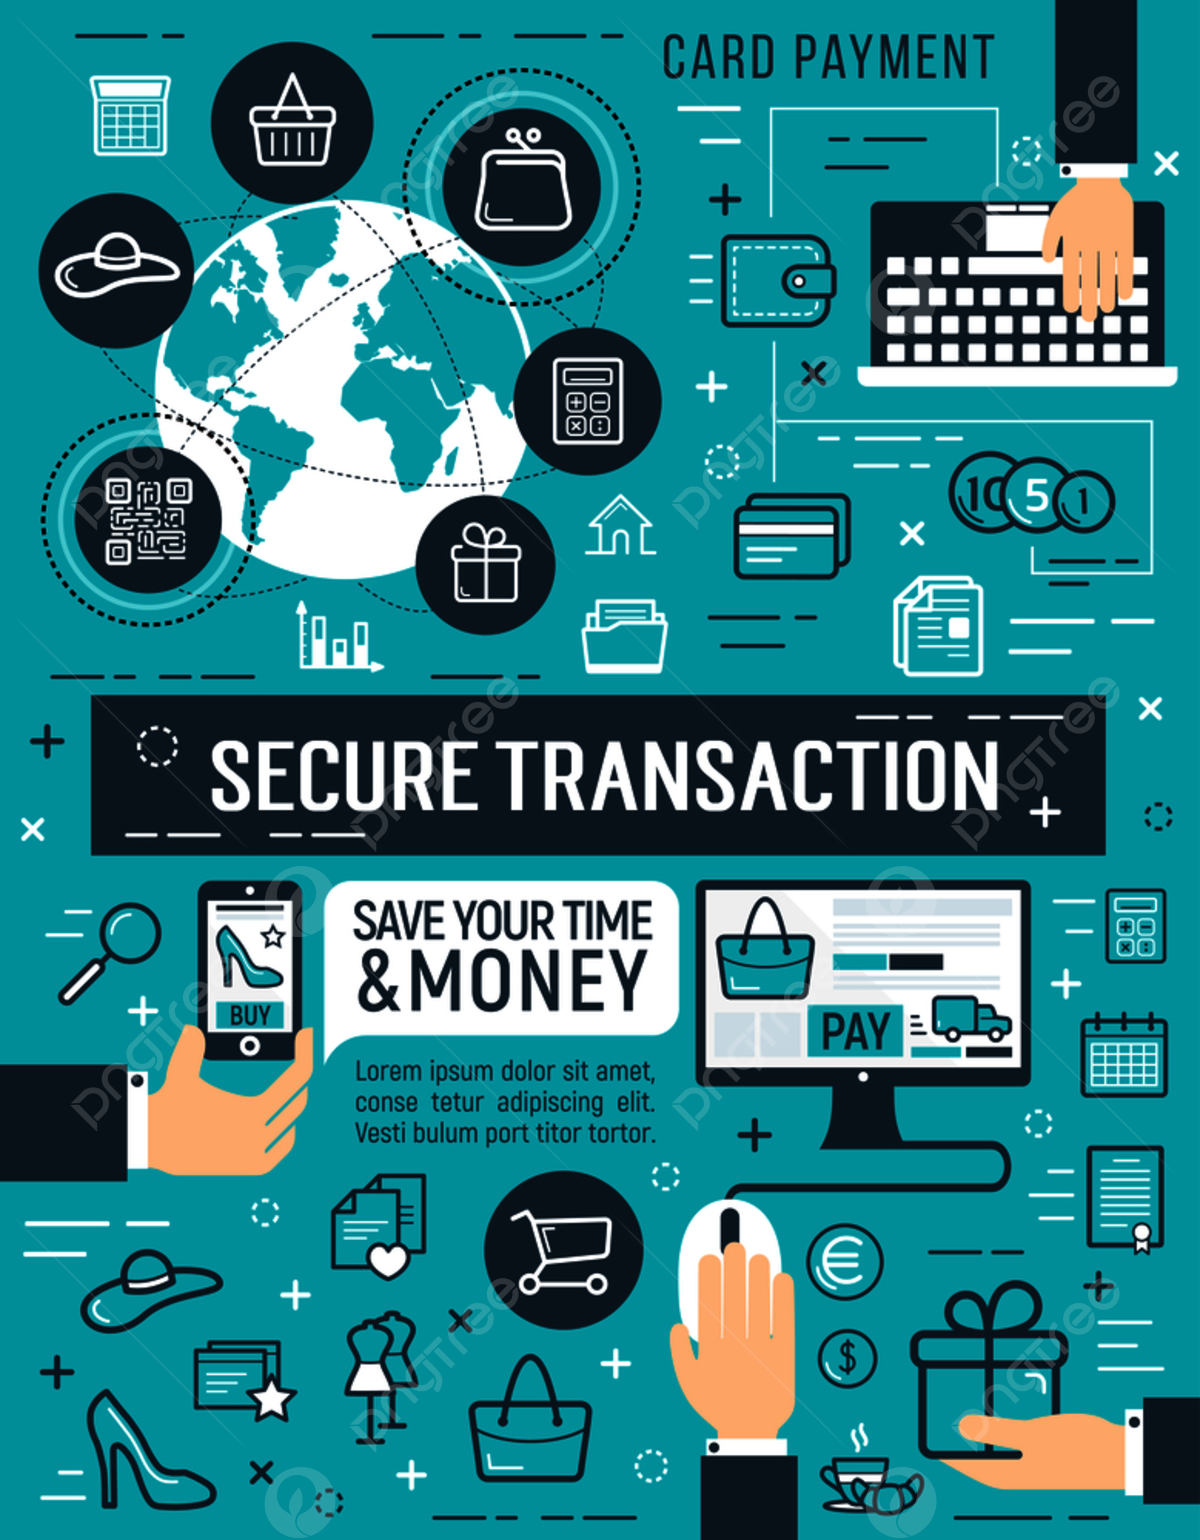 CARD PAYMENT
10 5 1
SECURE TRANSACTION
SAVE YOUR TIME
& MONEY
BUY
PAY
Lorem ipsum dolor sit amet,
conse tetur adipiscing elit.
Vesti bulum port titor tortor.
€
$
pngtree